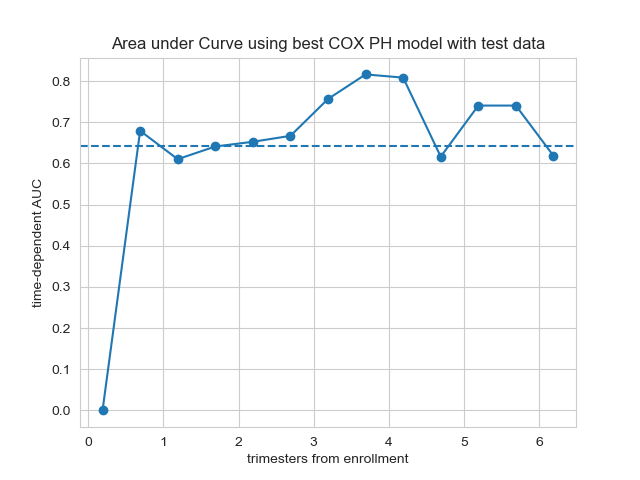 Area under Curve using best COX PH model with test data
time-dependent AUC
0.8
0.7
0.6
0.5
0.4
0.3
0.2
0.1
0.0
0 1 2 3 4 5 6
trimesters from enrollment